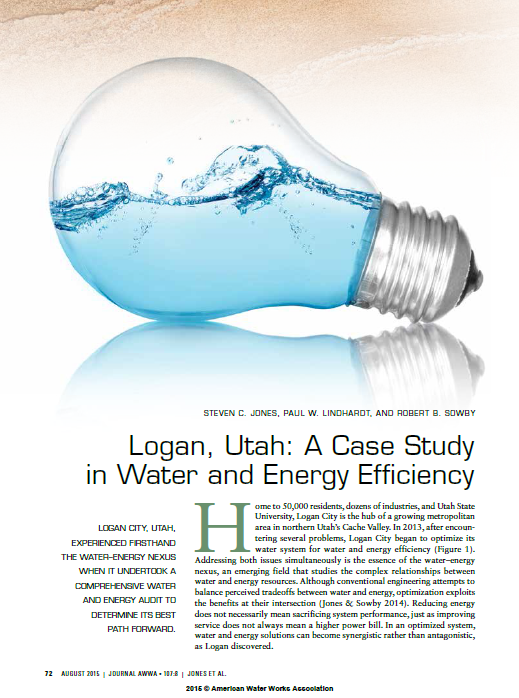 STEVEN C. JONES, PAUL W. LINDHARDT, AND ROBERT B. SOWBY
Logan, Utah: A Case Study
in Water and Energy Efficiency
LOGAN CITY, UTAH,
EXPERIENCED FIRSTHAND
THE WATER–ENERGY NEXUS
WHEN IT UNDERTOOK A
COMPREHENSIVE WATER
AND ENERGY AUDIT TO
DETERMINE ITS BEST
PATH FORWARD.
Home to 50,000 residents, dozens of industries, and Utah State
University, Logan City is the hub of a growing metropolitan
area in northern Utah's Cache Valley. In 2013, after encoun-
tering several problems, Logan City began to optimize its
water system for water and energy efficiency (Figure 1).
Addressing both issues simultaneously is the essence of the water–energy
nexus, an emerging field that studies the complex relationships between
water and energy resources. Although conventional engineering attempts to
balance perceived tradeoffs between water and energy, optimization exploits
the benefits at their intersection (Jones & Sowby 2014). Reducing energy
does not necessarily mean sacrificing system performance, just as improving
service does not always mean a higher power bill. In an optimized system,
water and energy solutions can become synergistic rather than antagonistic,
as Logan discovered.
72 AUGUST 2015 | JOURNAL AWWA • 107:8 | JONES ET AL.
2015 © American Water Works Association